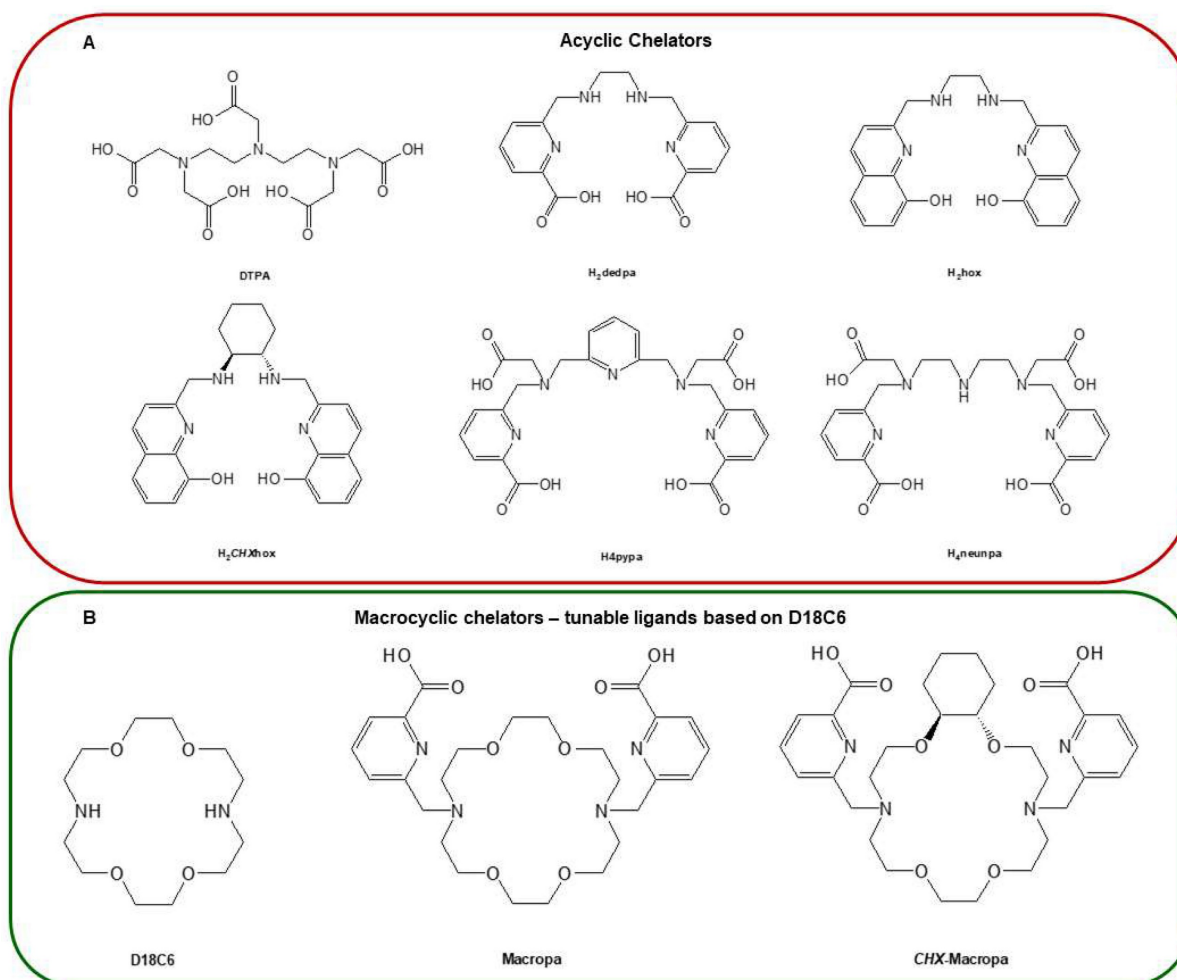 A
Acyclic Chelators
O
HO
HO
O
N
N
N
OH
O
OH
O
HO
O
DTPA
NH HN
N
N
OH
O
HO
O
H₂dedpa
NH HN
N
N
OH
HO
H₂hox
NH HN
N
N
OH
HO
H₂CHXhox
O
HO
N
N
N
O
OH
N
N
OH
O
HO
O
H4pypa
O
HO
N
N
H
N
O
OH
N
N
OH
O
HO
O
H₄neunpa
B
Macrocyclic chelators – tunable ligands based on D18C6
O
O
NH
HN
O
O
D18C6
HO
O
N
N
O
O
N
O
O
N
OH
O
Macropa
HO
O
N
N
O
O
N
O
O
N
OH
O
CHX-Macropa